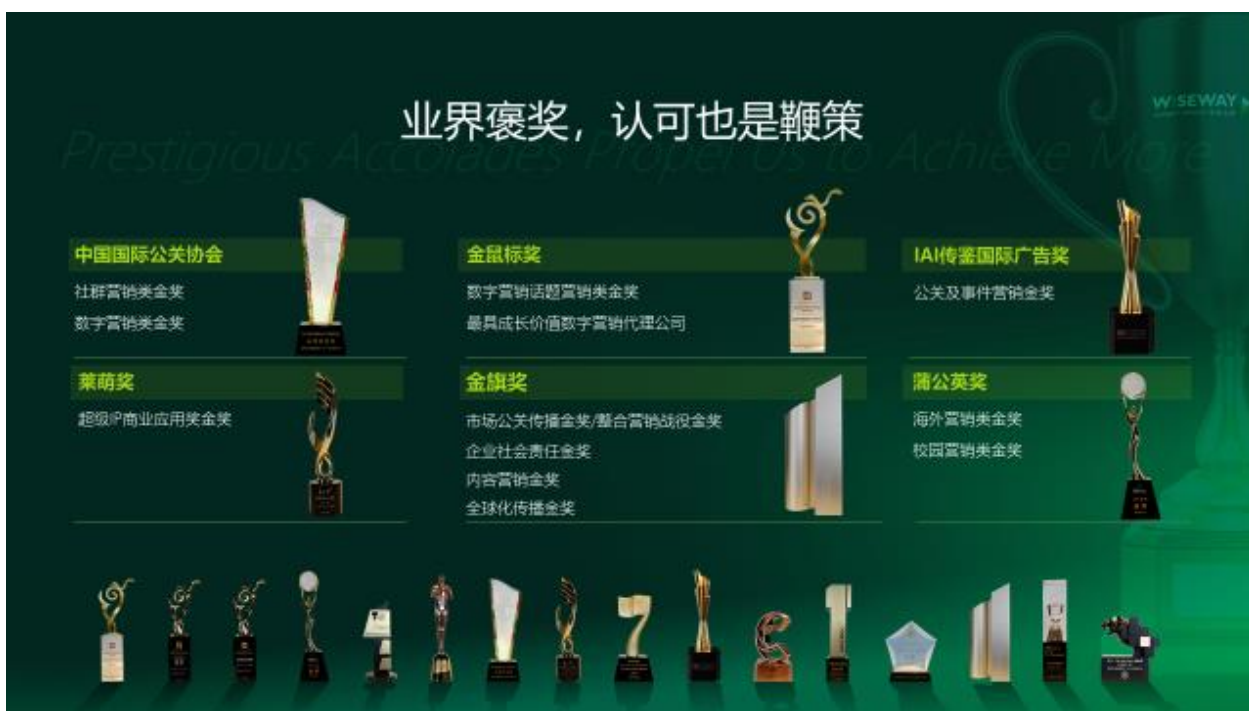 业界褒奖，认可也是鞭策
Prestigious Accolades Propel Us to Achieve More
WISEWAY
中国国际公关协会
社群营销类金奖
数字营销类金奖
金鼠标奖
数字营销话题营销类金奖
最具成长价值数字营销代理公司
IAI传鉴国际广告奖
公关及事件营销金奖
莱萌奖
超级IP商业应用奖金奖
金旗奖
市场公关传播金奖/整合营销战役金奖
企业社会责任金奖
内容营销金奖
全球化传播金奖
蒲公英奖
海外营销类金奖
校园营销类金奖